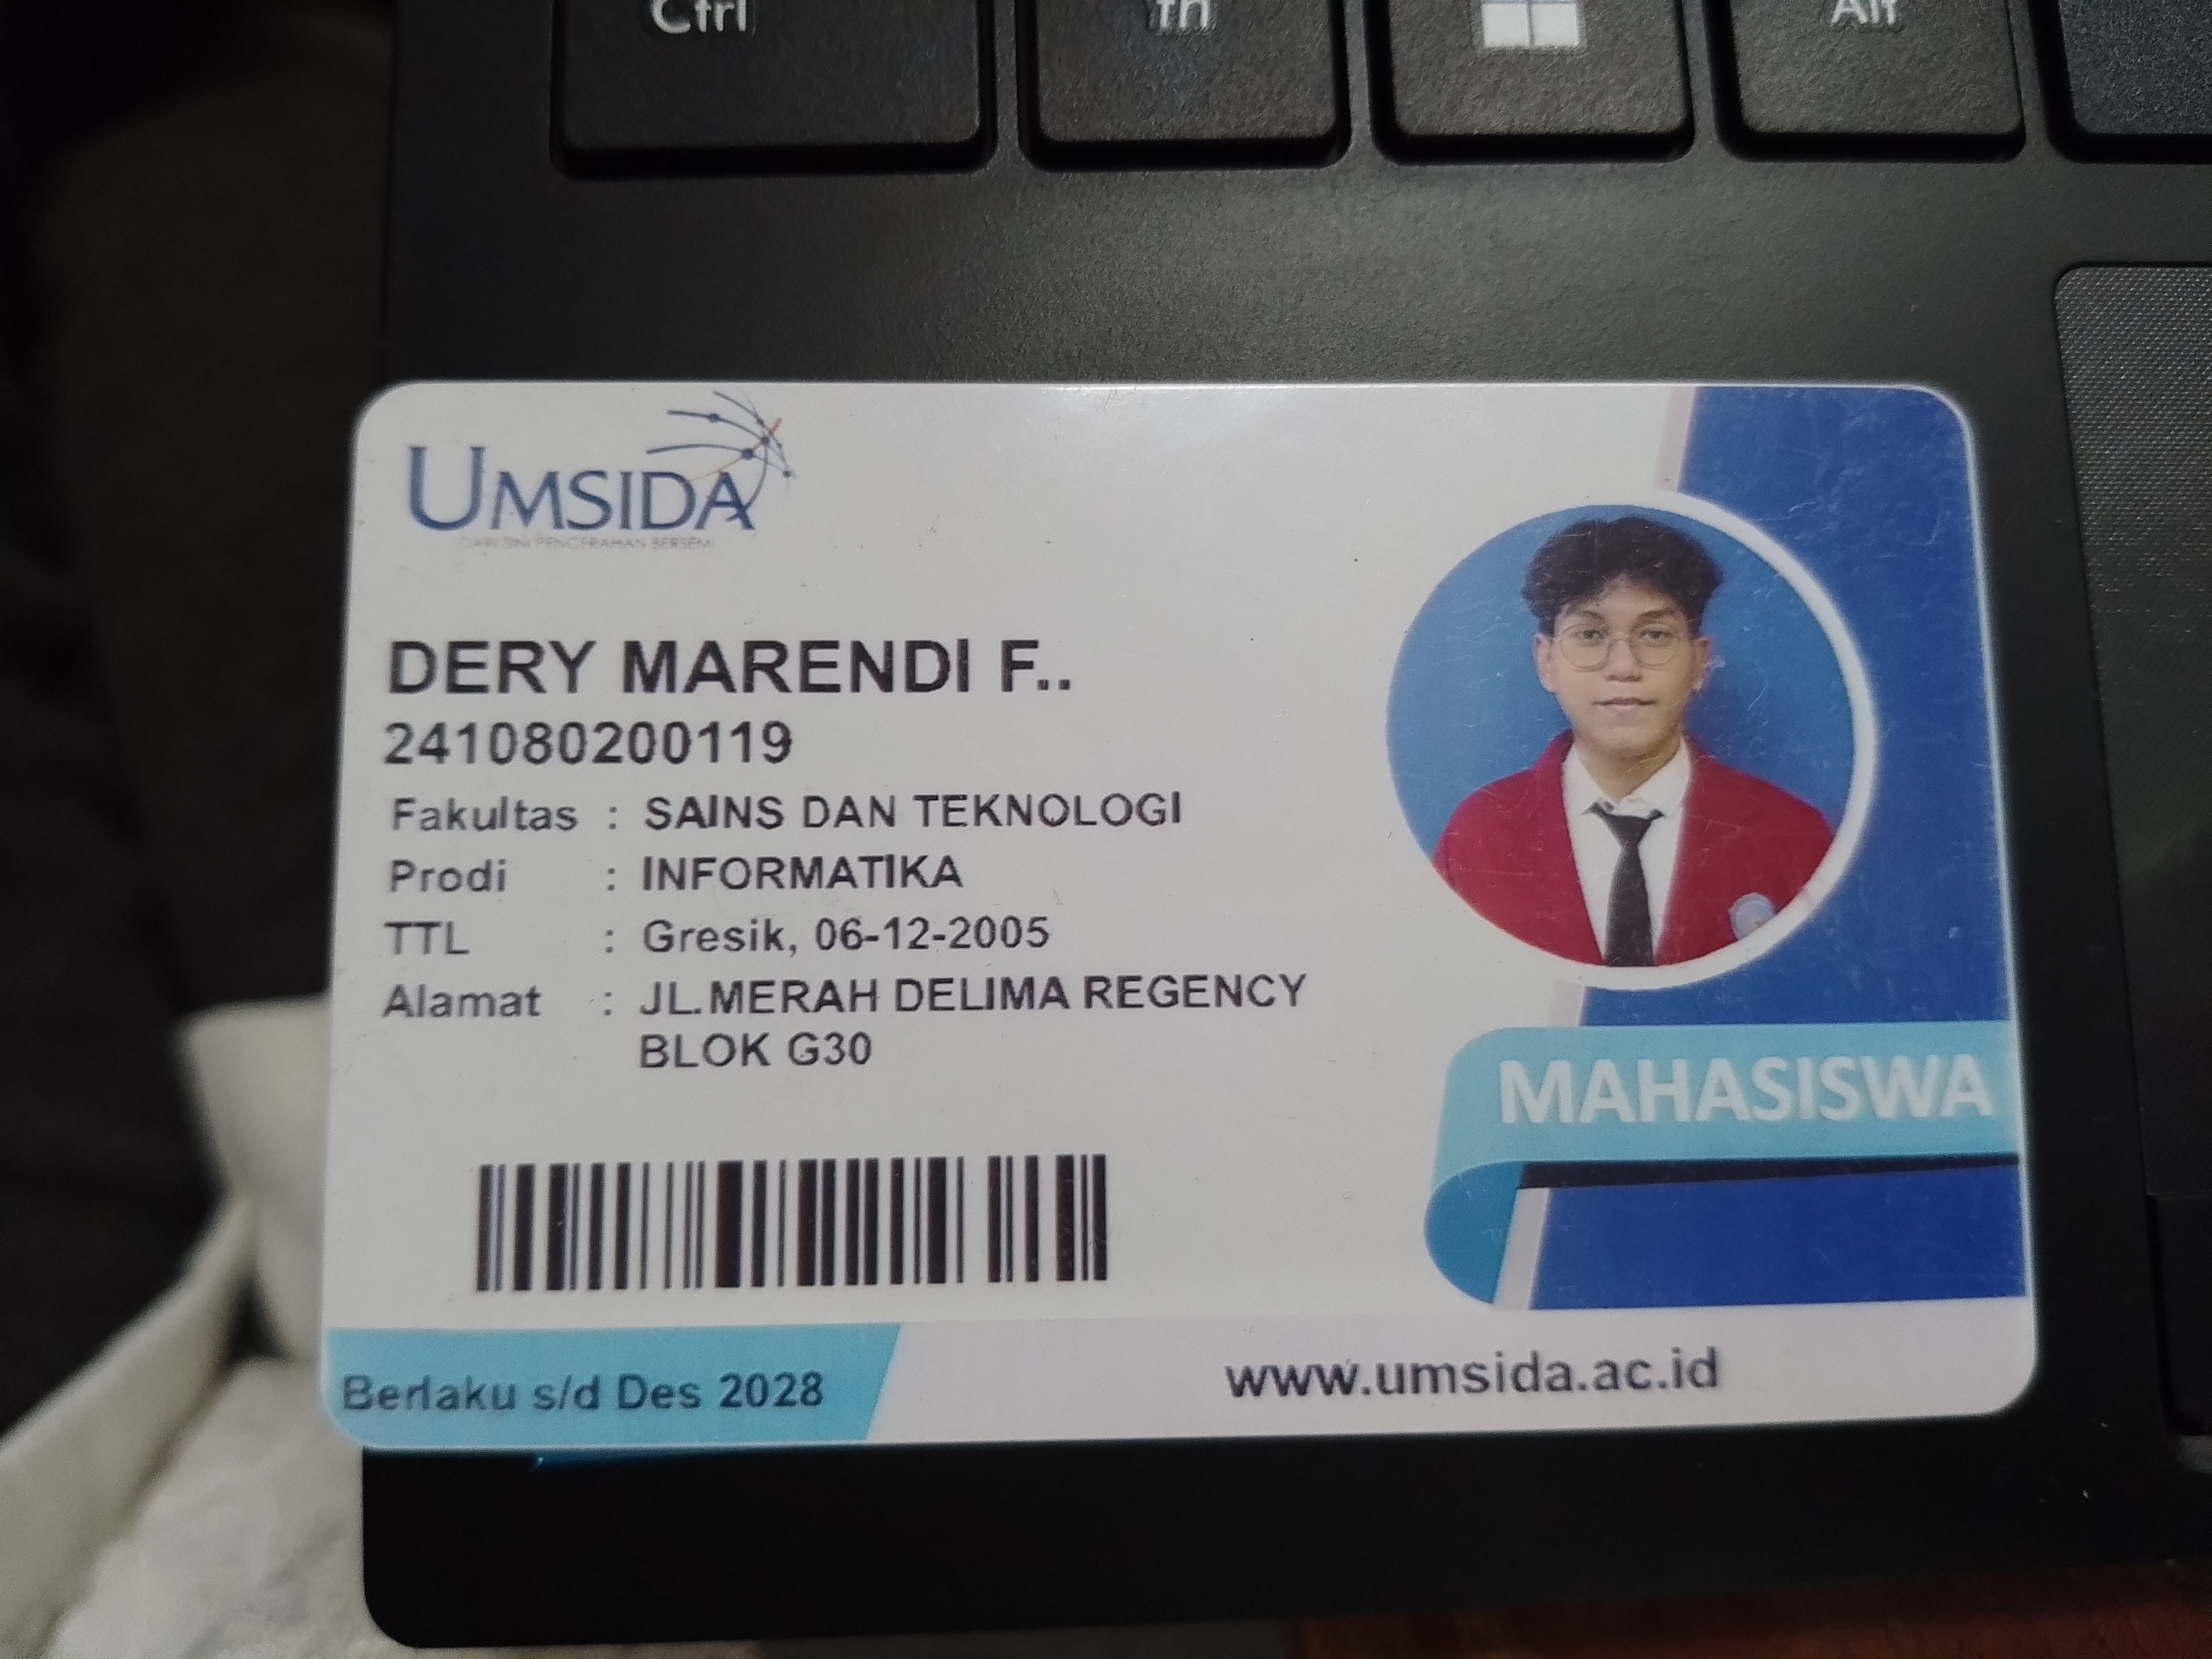 Ctrl
fn
Alt
UMSIDA
DARI SINI PENCERAHAN BERSEMI
DERY MARENDI F..
241080200119
Fakultas : SAINS DAN TEKNOLOGI
Prodi : INFORMATIKA
TTL : Gresik, 06-12-2005
Alamat : JL.MERAH DELIMA REGENCY
BLOK G30
MAHASISWA
Berlaku s/d Des 2028
www.umsida.ac.id